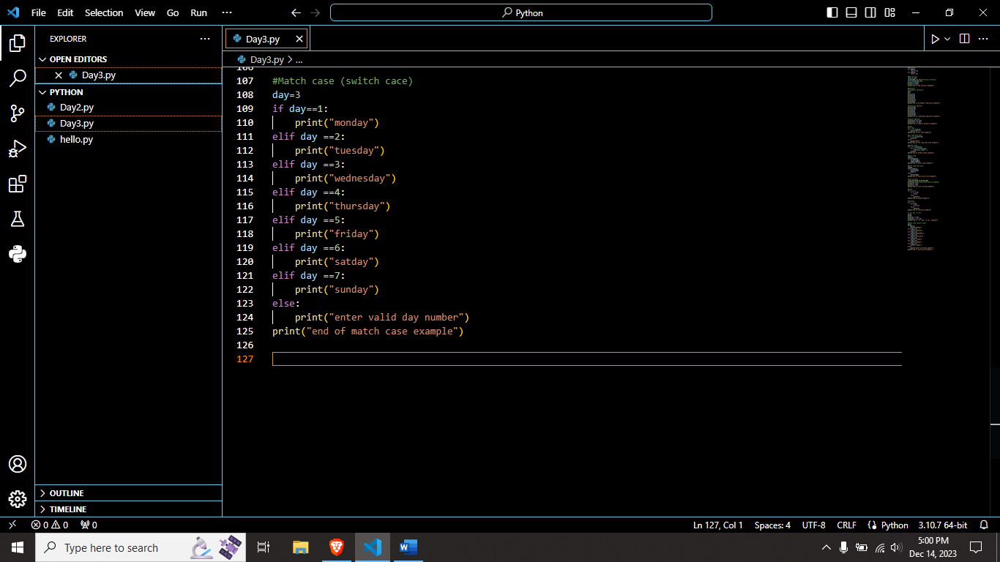 File Edit Selection View Go Run ···
Python
EXPLORER ···
OPEN EDITORS
Day3.py
PYTHON
Day2.py
Day3.py
hello.py
OUTLINE
TIMELINE
Day3.py
Day3.py > ...
106
107 #Match case (switch cace)
108 day=3
109 if day==1:
110     print("monday")
111 elif day ==2:
112     print("tuesday")
113 elif day ==3:
114     print("wednesday")
115 elif day ==4:
116     print("thursday")
117 elif day ==5:
118     print("friday")
119 elif day ==6:
120     print("satday")
121 elif day ==7:
122     print("sunday")
123 else:
124     print("enter valid day number")
125 print("end of match case example")
126
127
0 0 0 Ln 127, Col 1 Spaces: 4 UTF-8 CRLF Python 3.10.7 64-bit
Type here to search
5:00 PM
Dec 14, 2023